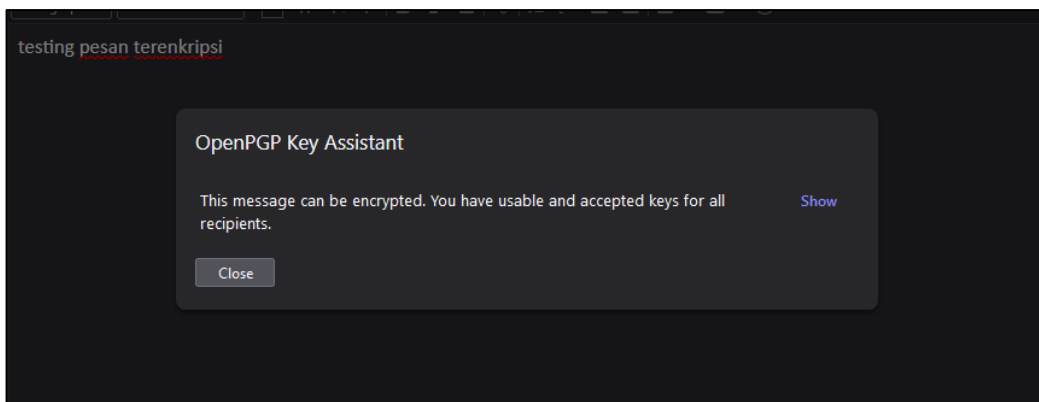 testing pesan terenkripsi
OpenPGP Key Assistant
This message can be encrypted. You have usable and accepted keys for all
recipients.
Show
Close